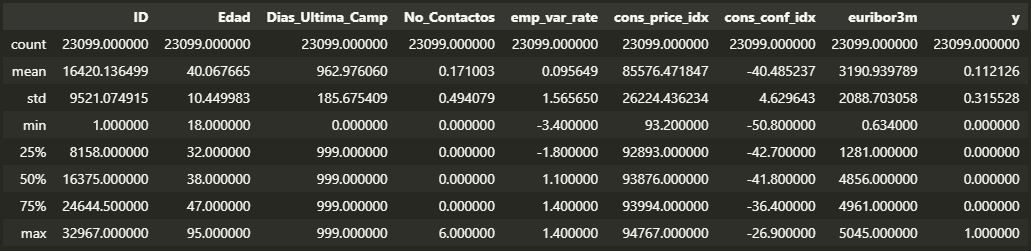 ID Edad Dias_Ultima_Camp No_Contactos emp_var_rate cons_price_idx cons_conf_idx euribor3m y
count 23099.000000 23099.000000 23099.000000 23099.000000 23099.000000 23099.000000 23099.000000 23099.000000 23099.000000
mean 16420.136499 40.067665 962.976060 0.171003 0.095649 85576.471847 -40.485237 3190.939789 0.112126
std 9521.074915 10.449983 185.675409 0.494079 1.565650 26224.436234 4.629643 2088.703058 0.315528
min 1.000000 18.000000 0.000000 0.000000 -3.400000 93.200000 -50.800000 0.634000 0.000000
25% 8158.000000 32.000000 999.000000 0.000000 -1.800000 92893.000000 -42.700000 1281.000000 0.000000
50% 16375.000000 38.000000 999.000000 0.000000 1.100000 93876.000000 -41.800000 4856.000000 0.000000
75% 24644.500000 47.000000 999.000000 0.000000 1.400000 93994.000000 -36.400000 4961.000000 0.000000
max 32967.000000 95.000000 999.000000 6.000000 1.400000 94767.000000 -26.900000 5045.000000 1.000000